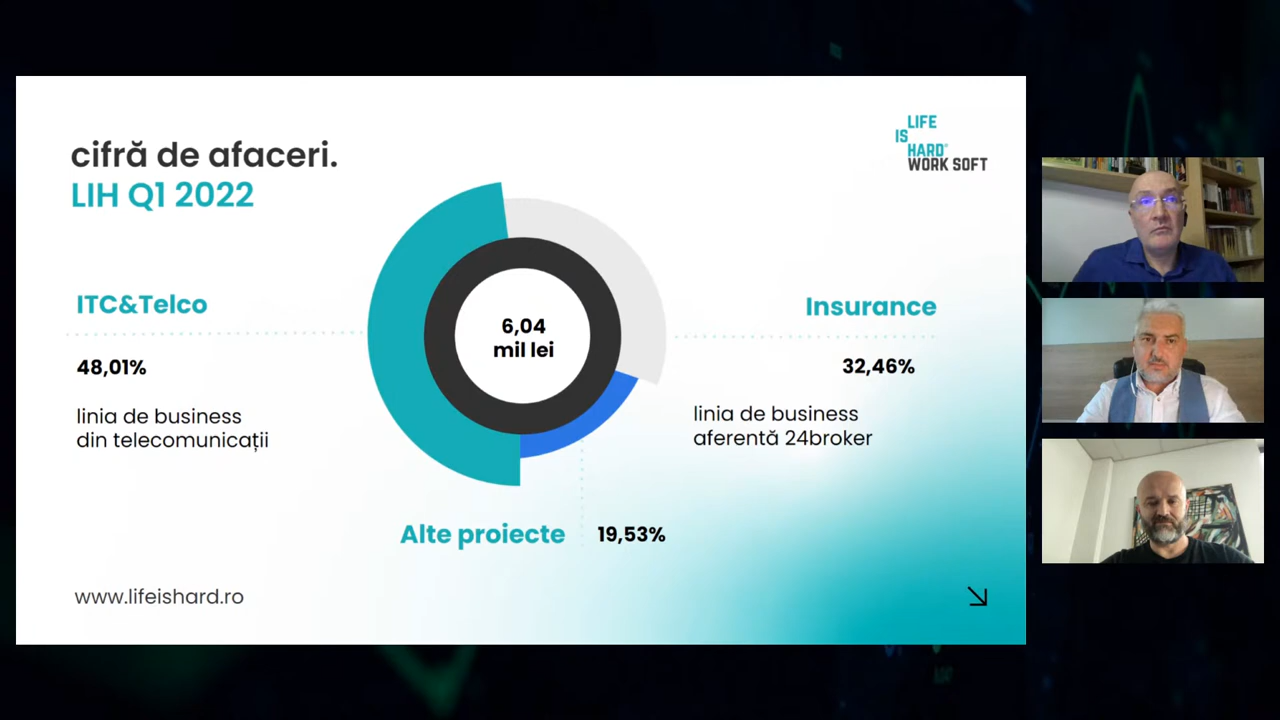 cifră de afaceri.
LIH Q1 2022
LIFE
IS
HARD®
WORK SOFT
ITC&Telco
48,01%
linia de business
din telecomunicații
6,04
mil lei
Insurance
32,46%
linia de business
aferentă 24broker
Alte proiecte
19,53%
www.lifeishard.ro